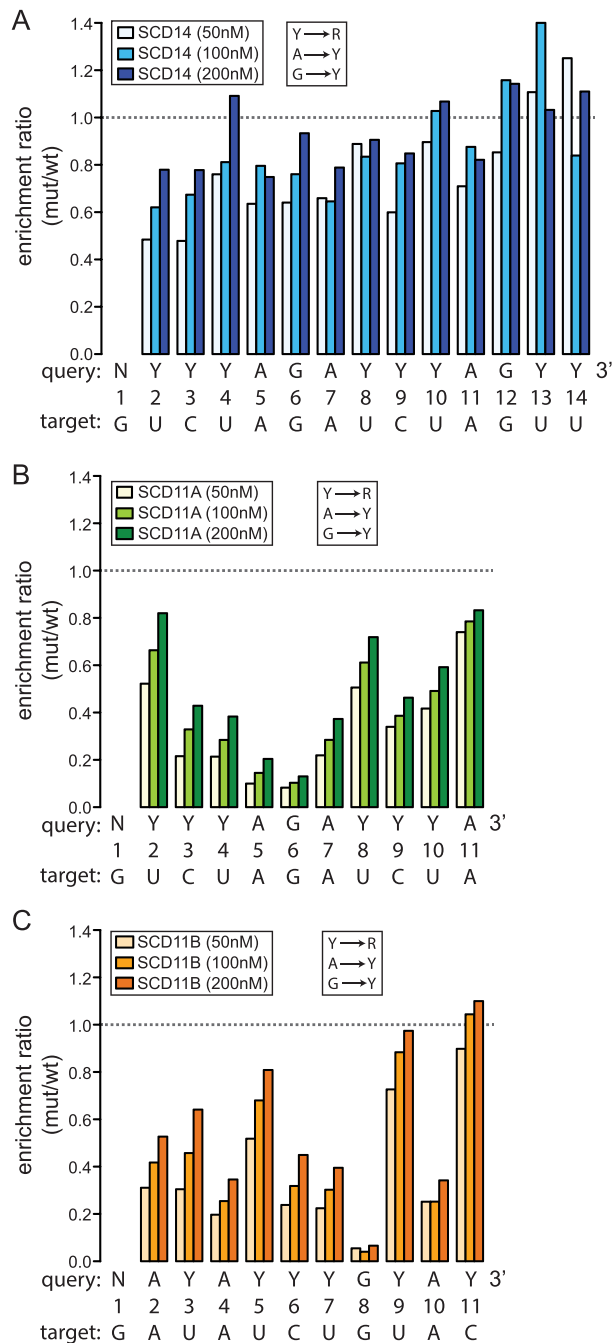 A
SCD14 (50nM)
SCD14 (100nM)
SCD14 (200nM)
Y→R
A→Y
G→Y
enrichment ratio
(mut/wt)
1.4
1.2
1.0
0.8
0.6
0.4
0.2
0.0
query: N Y Y Y A G A Y Y Y A G Y Y 3'
1 2 3 4 5 6 7 8 9 10 11 12 13 14
target: G U C U A G A U C U A G U U
B
SCD11A (50nM)
SCD11A (100nM)
SCD11A (200nM)
Y→R
A→Y
G→Y
enrichment ratio
(mut/wt)
1.4
1.2
1.0
0.8
0.6
0.4
0.2
0.0
query: N Y Y Y A G A Y Y Y A 3'
1 2 3 4 5 6 7 8 9 10 11
target: G U C U A G A U C U A
C
SCD11B (50nM)
SCD11B (100nM)
SCD11B (200nM)
Y→R
A→Y
G→Y
enrichment ratio
(mut/wt)
1.4
1.2
1.0
0.8
0.6
0.4
0.2
0.0
query: N A Y A Y Y Y G Y A Y 3'
1 2 3 4 5 6 7 8 9 10 11
target: G A U A U C U G U A C